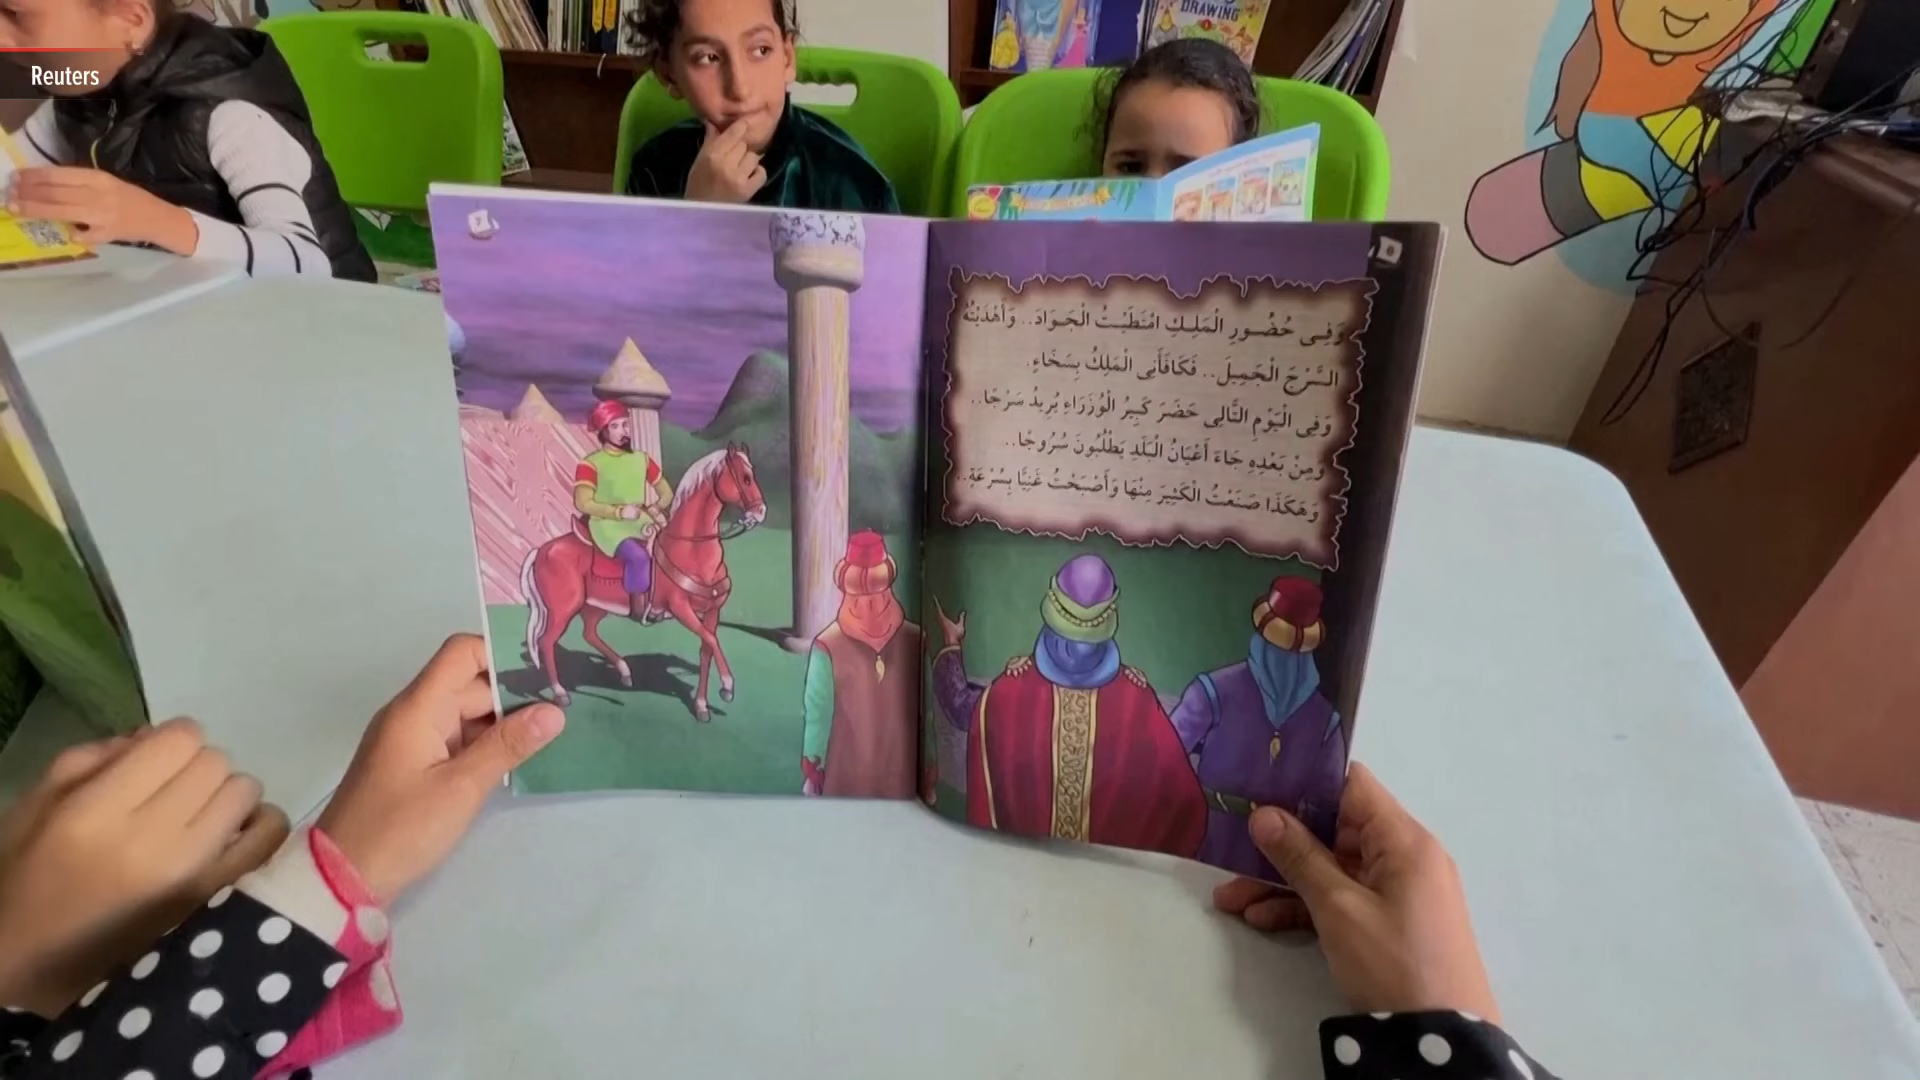 Reuters
DRAWING
وَفِى حُضُورِ الْمَلِكِ امْتَطَيْتُ الْجَوَادَ.. وَأَهْدَيْتُهُ
السَّرْجَ الْجَمِيلَ.. فَكَافَأَنِى الْمَلِكُ بِسَخَاءٍ.
وَفِى الْيَوْمِ التَّالِى حَضَرَ كَبِيرُ الْوُزَرَاءِ يُرِيدُ سَرْجًا..
وَمِنْ بَعْدِهِ جَاءَ أَعْيَانُ الْبَلَدِ يَطْلُبُونَ سُرُوجًا..
وَهَكَذَا صَنَعْتُ الْكَثِيرَ مِنْهَا وَأَصْبَحْتُ غَنِيًّا بِسُرْعَةٍ..